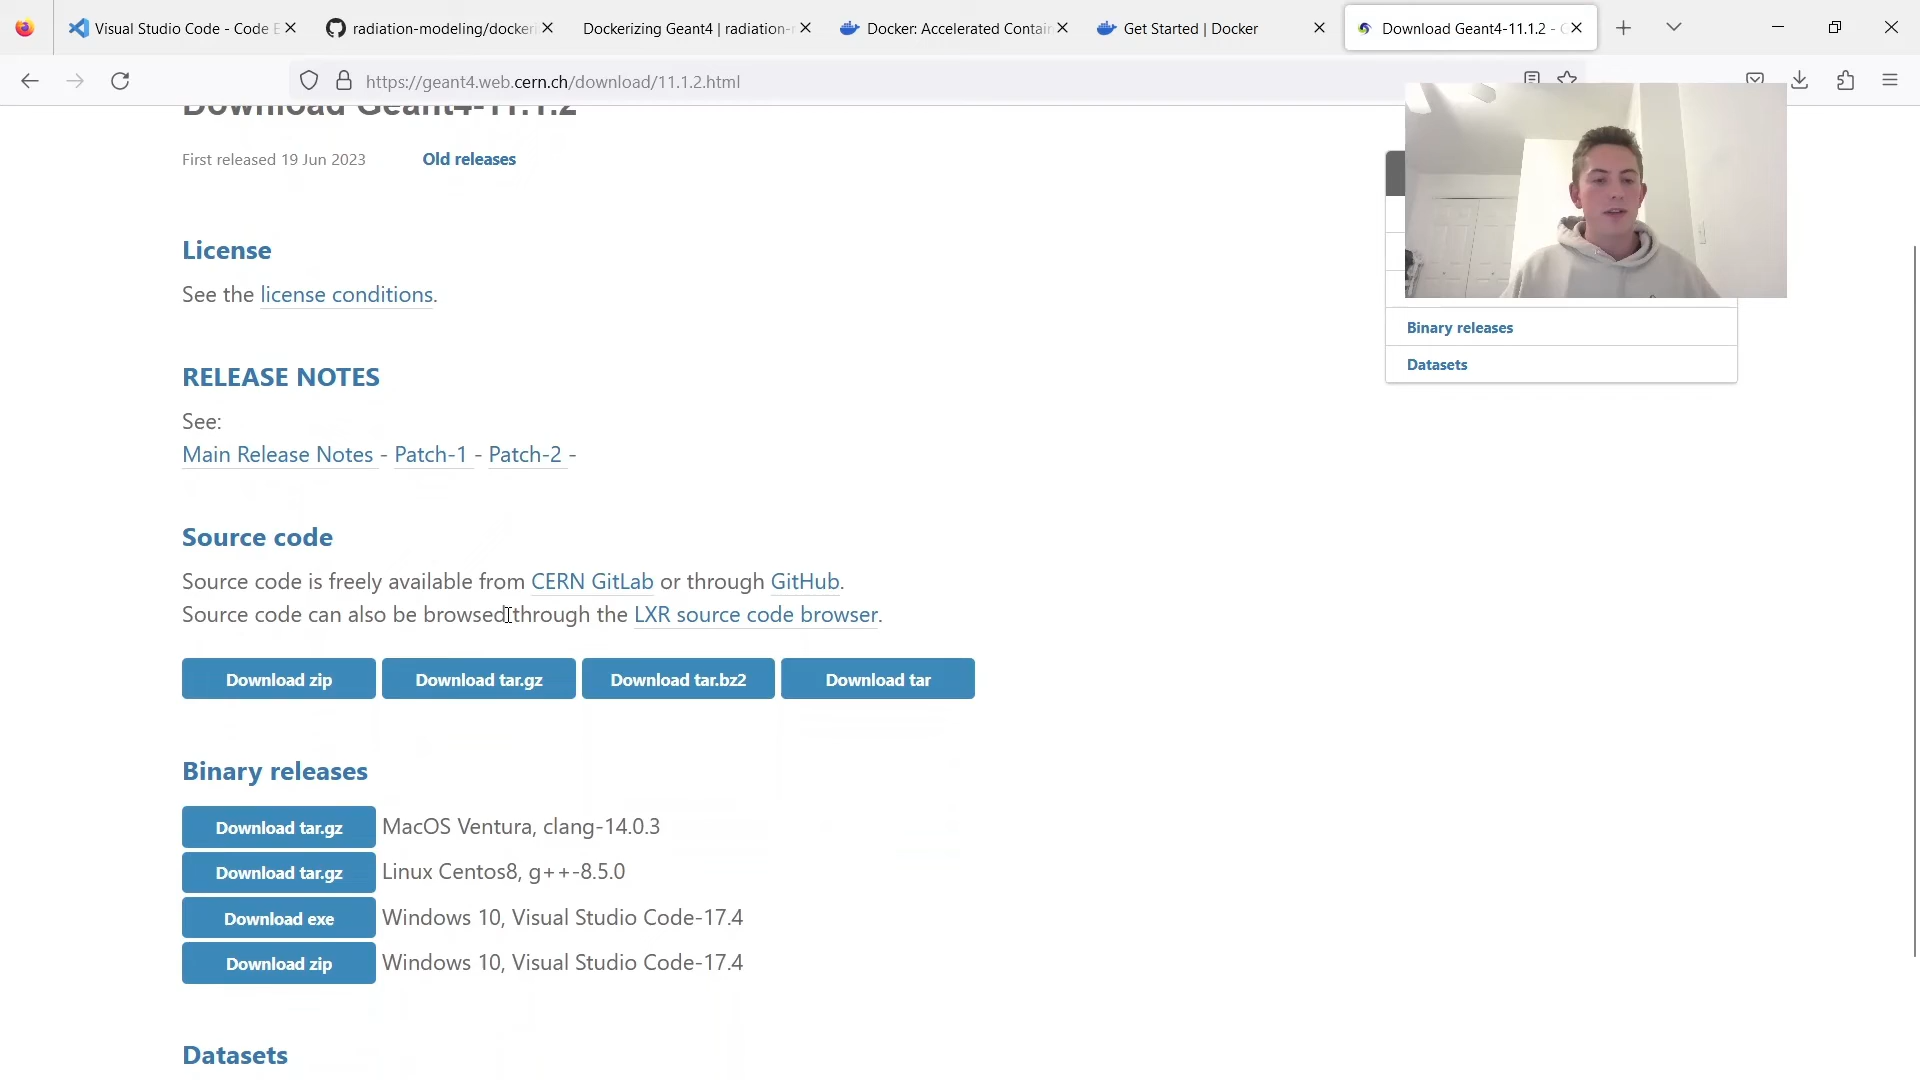 Visual Studio Code - Code E
radiation-modeling/docker
Dockerizing Geant4 | radiation-
Docker: Accelerated Contain
Get Started | Docker
Download Geant4-11.1.2 -
https://geant4.web.cern.ch/download/11.1.2.html
Download Geant4-11.1.2
First released 19 Jun 2023
Old releases
License
See the license conditions.
RELEASE NOTES
See:
Main Release Notes - Patch-1 - Patch-2 -
Source code
Source code is freely available from CERN GitLab or through GitHub.
Source code can also be browsed through the LXR source code browser.
Download zip
Download tar.gz
Download tar.bz2
Download tar
Binary releases
Download tar.gz MacOS Ventura, clang-14.0.3
Download tar.gz Linux Centos8, g++-8.5.0
Download exe Windows 10, Visual Studio Code-17.4
Download zip Windows 10, Visual Studio Code-17.4
Datasets
Binary releases
Datasets